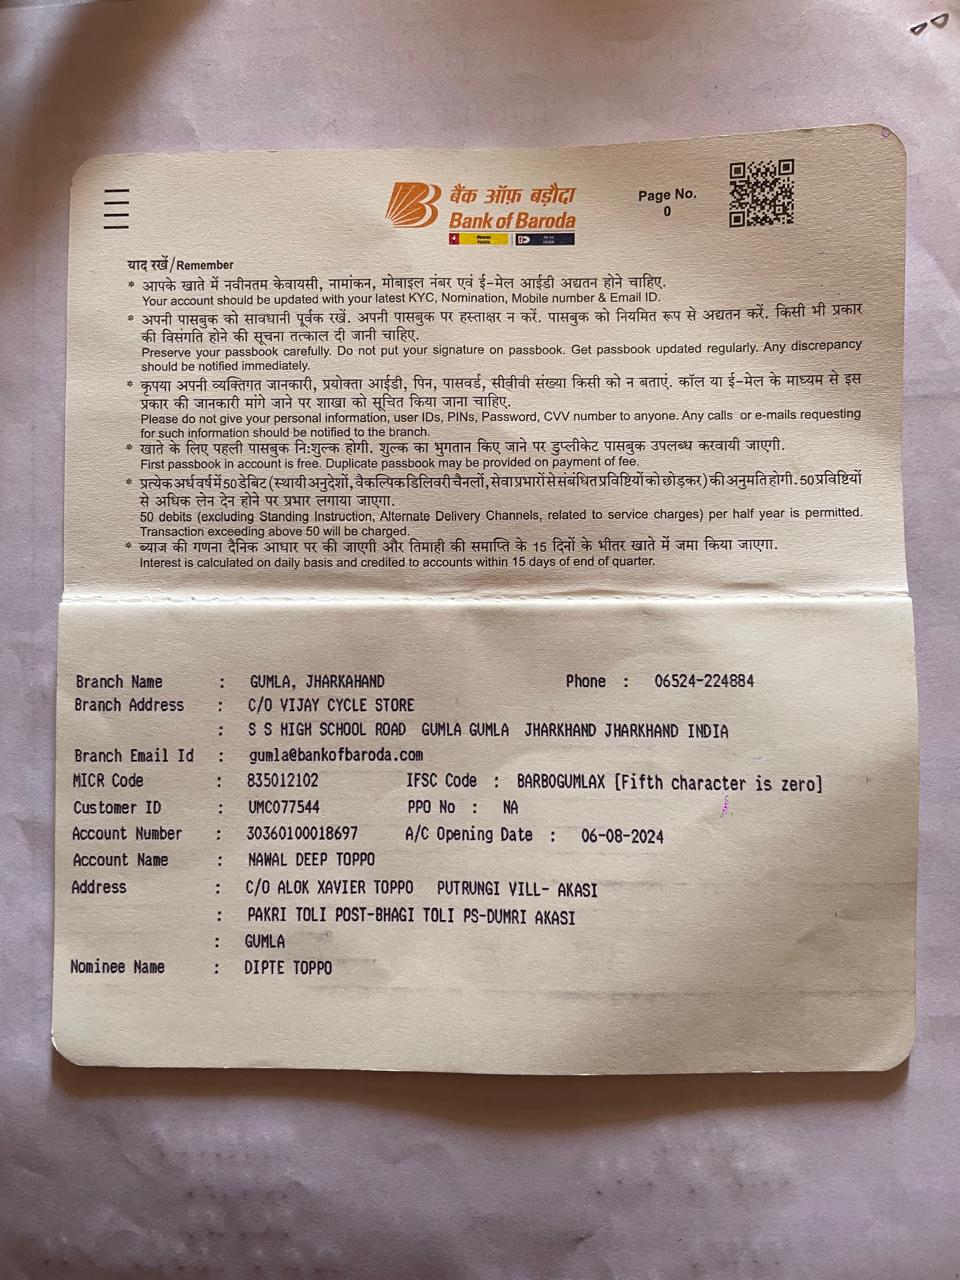 बैंक ऑफ़ बड़ौदा
Bank of Baroda
Page No.
0
याद रखें/Remember
* आपके खाते में नवीनतम केवायसी, नामांकन, मोबाइल नंबर एवं ई-मेल आईडी अद्यतन होने चाहिए.
Your account should be updated with your latest KYC, Nomination, Mobile number & Email ID.
* अपनी पासबुक को सावधानी पूर्वक रखें. अपनी पासबुक पर हस्ताक्षर न करें. पासबुक को नियमित रूप से अद्यतन करें. किसी भी प्रकार
की विसंगति होने की सूचना तत्काल दी जानी चाहिए.
Preserve your passbook carefully. Do not put your signature on passbook. Get passbook updated regularly. Any discrepancy
should be notified immediately.
* कृपया अपनी व्यक्तिगत जानकारी, प्रयोक्ता आईडी, पिन, पासवर्ड, सीवीवी संख्या किसी को न बताएं. कॉल या ई-मेल के माध्यम से इस
प्रकार की जानकारी मांगे जाने पर शाखा को सूचित किया जाना चाहिए.
Please do not give your personal information, user IDs, PINs, Password, CVV number to anyone. Any calls or e-mails requesting
for such information should be notified to the branch.
* खाते के लिए पहली पासबुक नि:शुल्क होगी. शुल्क का भुगतान किए जाने पर डुप्लीकेट पासबुक उपलब्ध करवायी जाएगी.
First passbook in account is free. Duplicate passbook may be provided on payment of fee.
* प्रत्येक अर्धवर्ष में 50 डेबिट (स्थायी अनुदेशों, वैकल्पिक डिलिवरी चैनलों, सेवा प्रभारों से संबंधित प्रविष्टियों को छोड़कर) की अनुमति होगी. 50 प्रविष्टियों
से अधिक लेन देन होने पर प्रभार लगाया जाएगा.
50 debits (excluding Standing Instruction, Alternate Delivery Channels, related to service charges) per half year is permitted.
Transaction exceeding above 50 will be charged.
* ब्याज की गणना दैनिक आधार पर की जाएगी और तिमाही की समाप्ति के 15 दिनों के भीतर खाते में जमा किया जाएगा.
Interest is calculated on daily basis and credited to accounts within 15 days of end of quarter.
Branch Name : GUMLA, JHARKAHAND Phone : 06524-224884
Branch Address : C/O VIJAY CYCLE STORE
: S S HIGH SCHOOL ROAD GUMLA GUMLA JHARKHAND JHARKHAND INDIA
Branch Email Id : gumla@bankofbaroda.com
MICR Code : 835012102 IFSC Code : BARBOGUMLAX [Fifth character is zero]
Customer ID : UMC077544 PPO No : NA
Account Number : 30360100018697 A/C Opening Date : 06-08-2024
Account Name : NAWAL DEEP TOPPO
Address : C/O ALOK XAVIER TOPPO PUTRUNGI VILL- AKASI
: PAKRI TOLI POST-BHAGI TOLI PS-DUMRI AKASI
: GUMLA
Nominee Name : DIPTE TOPPO